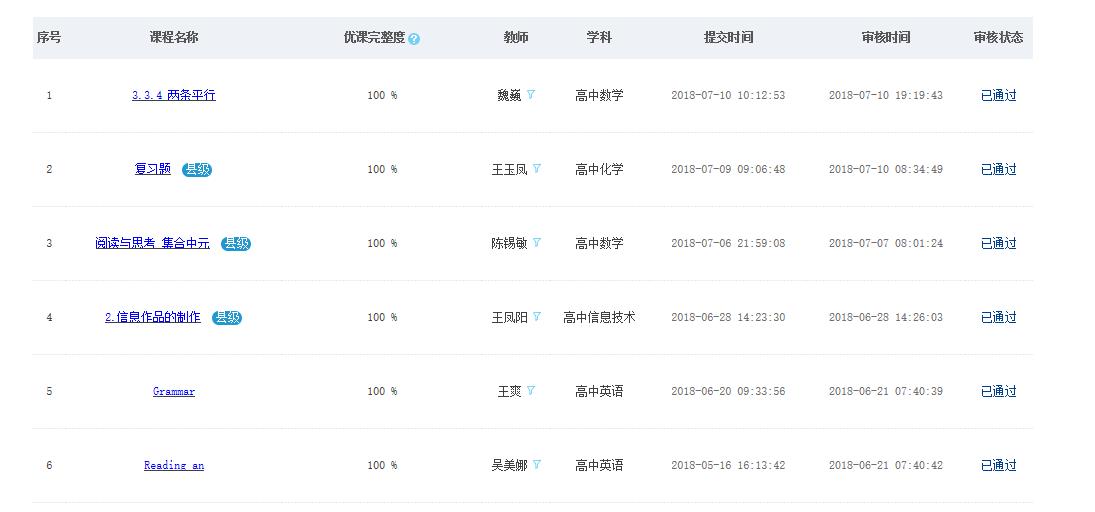 序号 课程名称 优课完整度 ? 教师 学科 提交时间 审核时间 审核状态
1 3.3.4 两条平行 100 % 魏巍 高中数学 2018-07-10 10:12:53 2018-07-10 19:19:43 已通过
2 复习题 县级 100 % 王玉凤 高中化学 2018-07-09 09:06:48 2018-07-10 08:34:49 已通过
3 阅读与思考 集合中元 县级 100 % 陈锡敏 高中数学 2018-07-06 21:59:08 2018-07-07 08:01:24 已通过
4 2.信息作品的制作 县级 100 % 王凤阳 高中信息技术 2018-06-28 14:23:30 2018-06-28 14:26:03 已通过
5 Grammar 100 % 王爽 高中英语 2018-06-20 09:33:56 2018-06-21 07:40:39 已通过
6 Reading an 100 % 吴美娜 高中英语 2018-05-16 16:13:42 2018-06-21 07:40:42 已通过